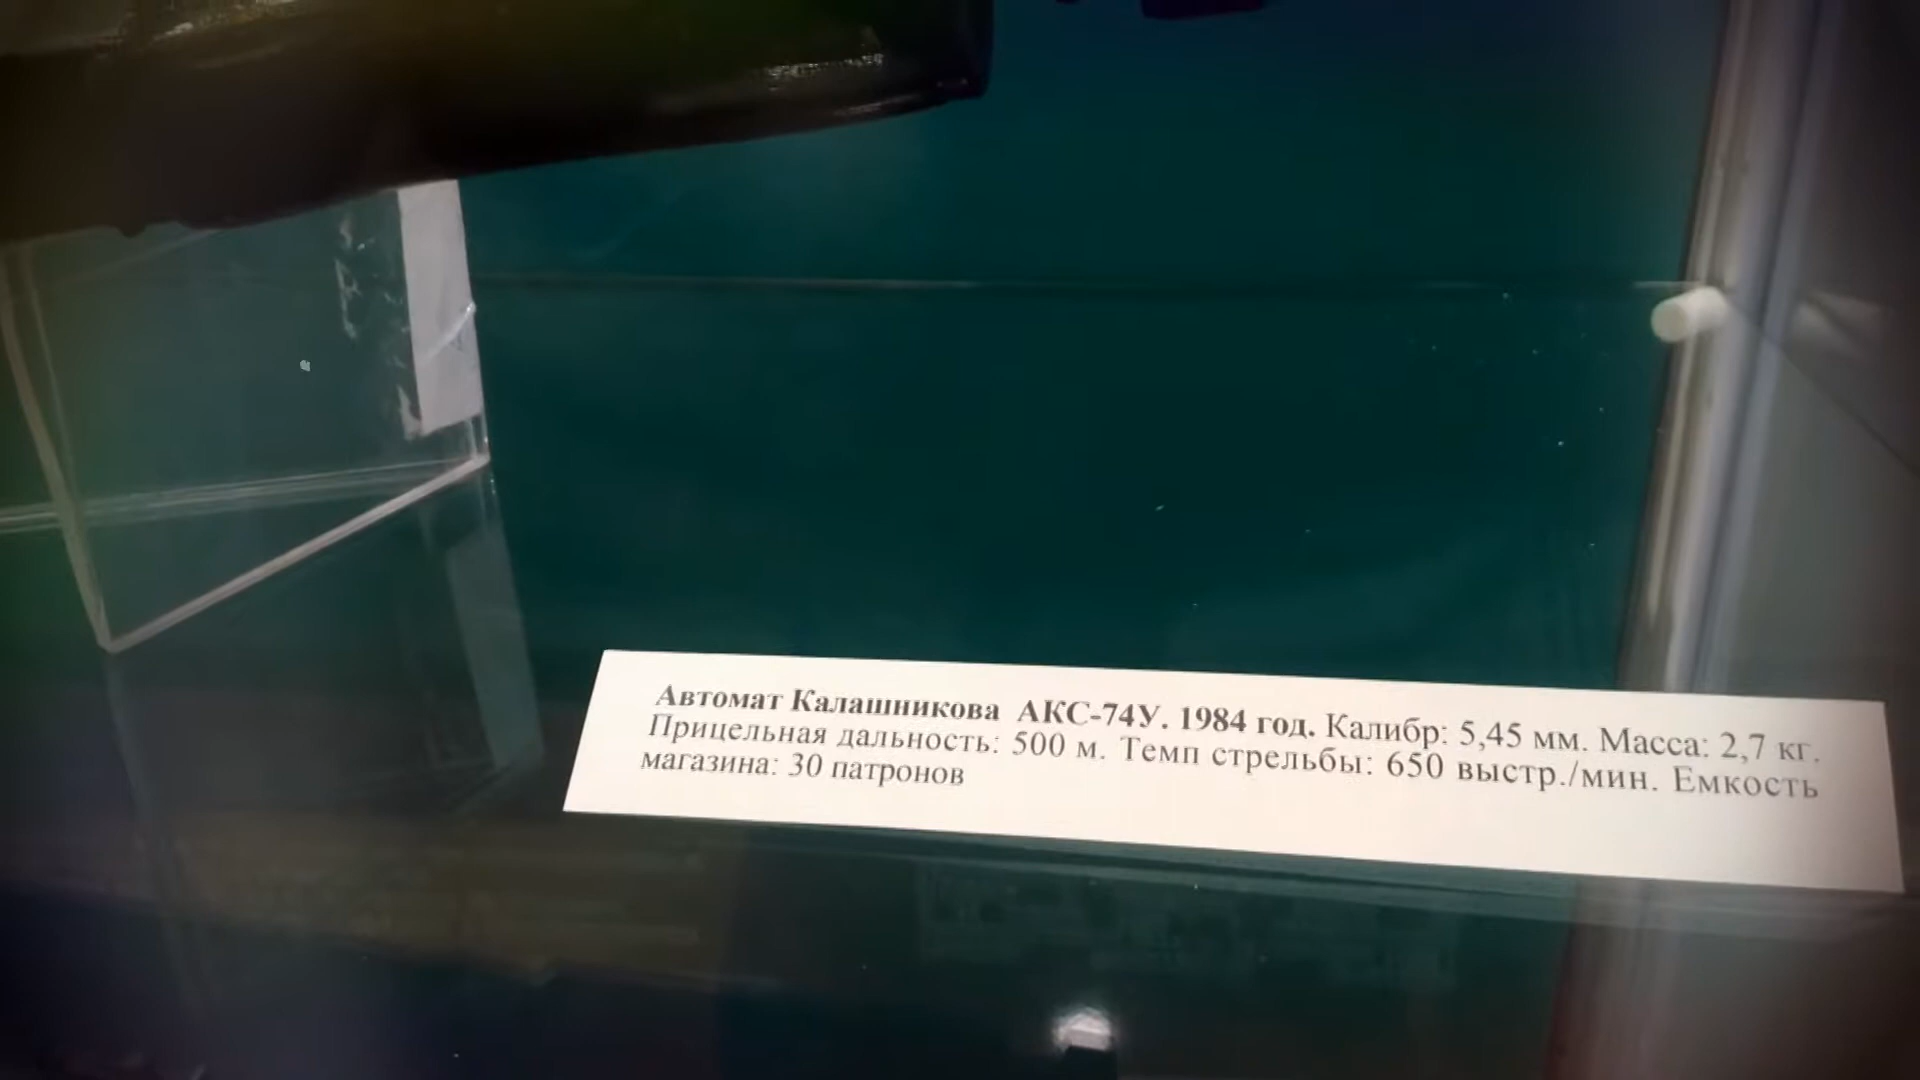 Автомат Калашникова АКС-74У. 1984 год. Калибр: 5,45 мм. Масса: 2,7 кг.
Прицельная дальность: 500 м. Темп стрельбы: 650 выстр./мин. Емкость
магазина: 30 патронов